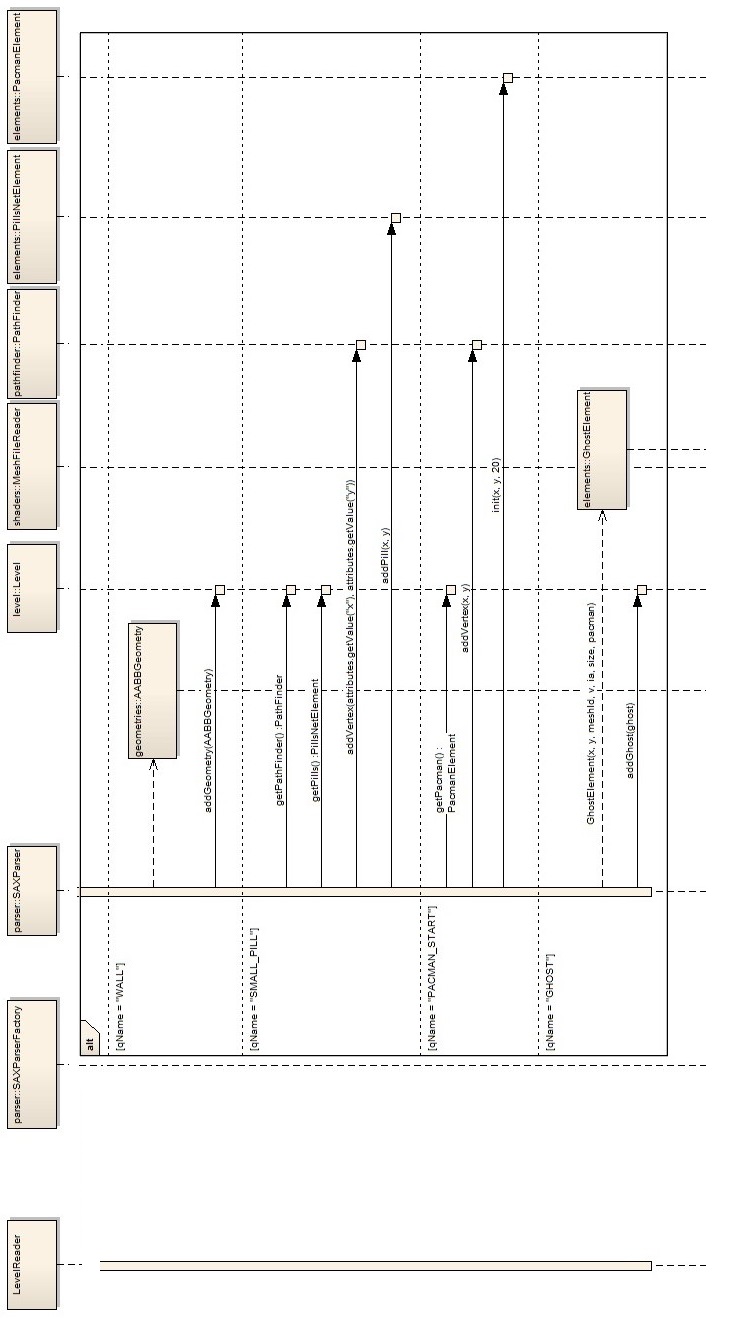 LevelReader
parser::SAXParserFactory
parser::SAXParser
level::Level
shaders::MeshFileReader
pathfinder::PathFinder
elements::PillsNetElement
elements::PacmanElement
alt
[qName = "WALL"]
geometries::AABBGeometry
addGeometry(AABBGeometry)
[qName = "SMALL_PILL"]
getPathFinder() :PathFinder
getPills() :PillsNetElement
addVertex(attributes.getValue("x"), attributes.getValue("y"))
addPill(x, y)
[qName = "PACMAN_START"]
getPacman() :
PacmanElement
addVertex(x, y)
init(x, y, 20)
[qName = "GHOST"]
GhostElement(x, y, meshId, v, ia, size, pacman)
elements::GhostElement
addGhost(ghost)